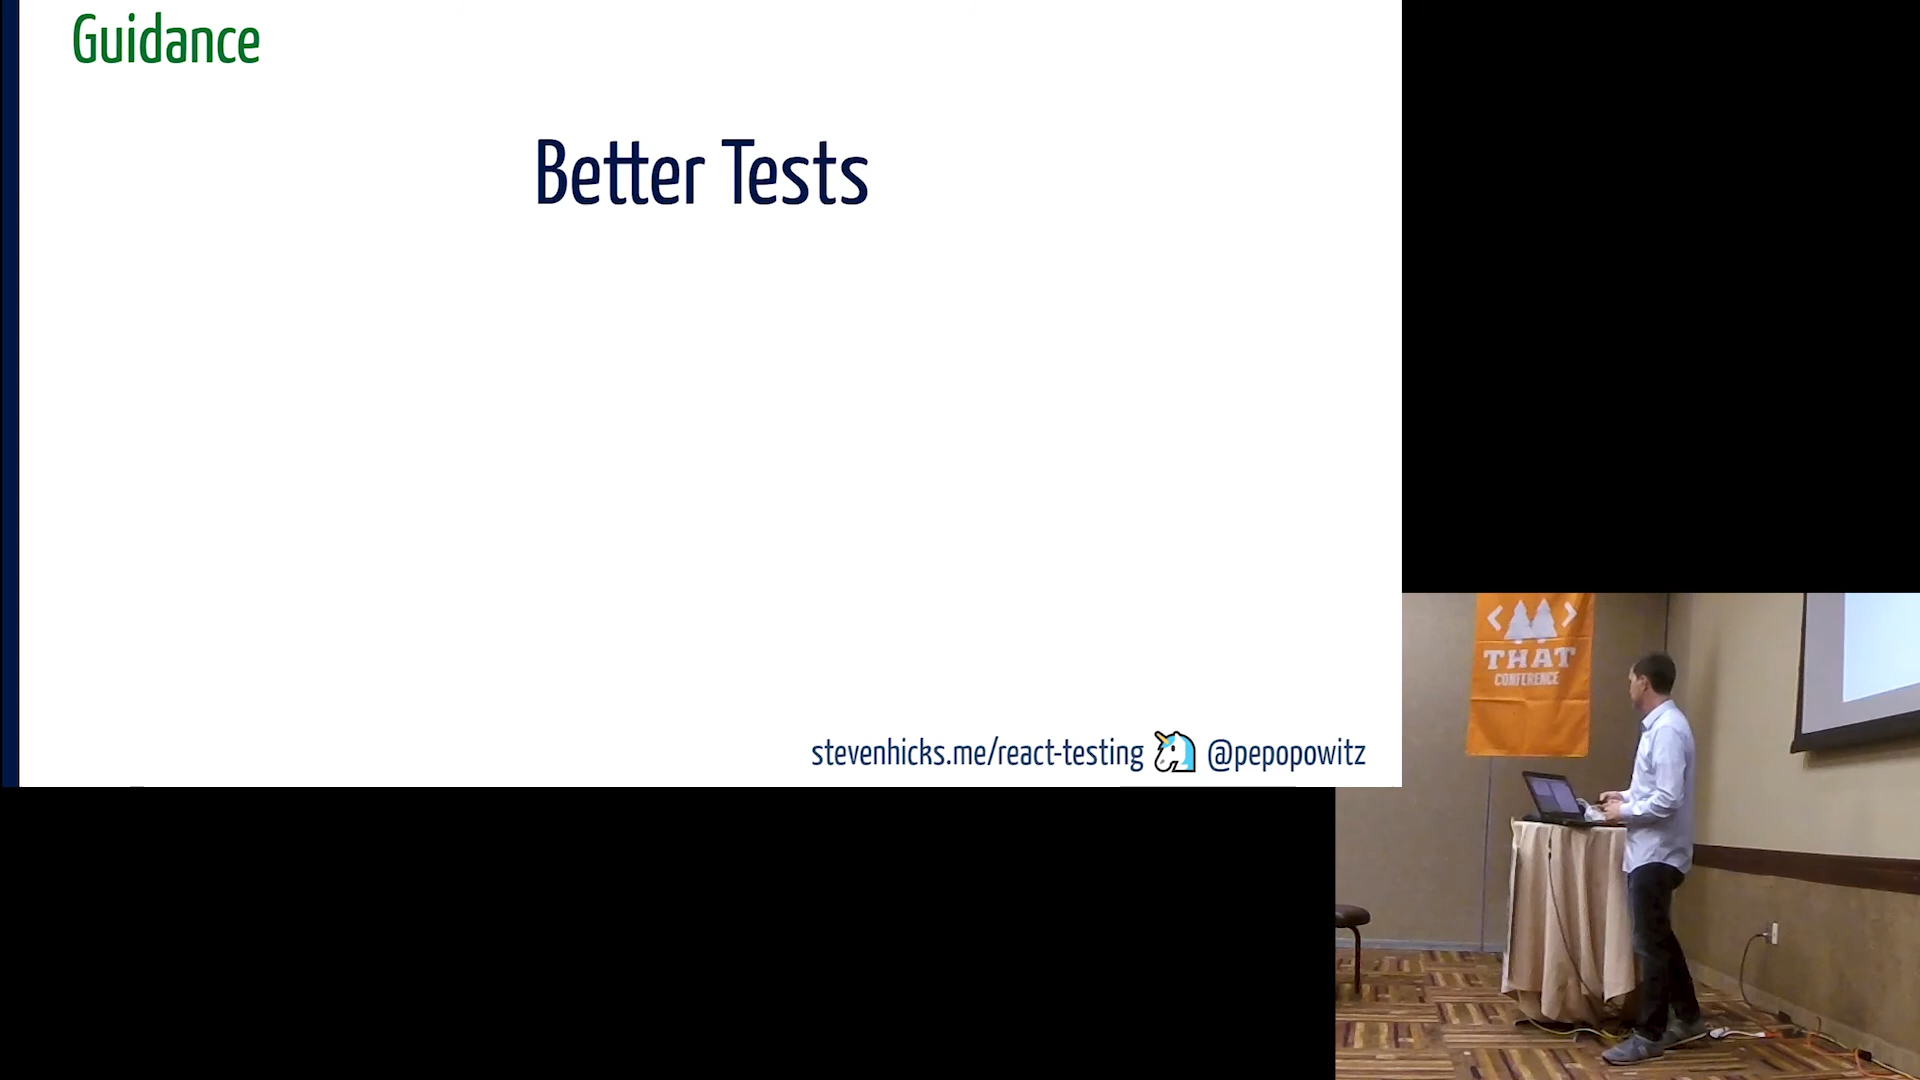 Guidance
Better Tests
stevenhicks.me/react-testing @pepopowitz
< >
THAT
CONFERENCE